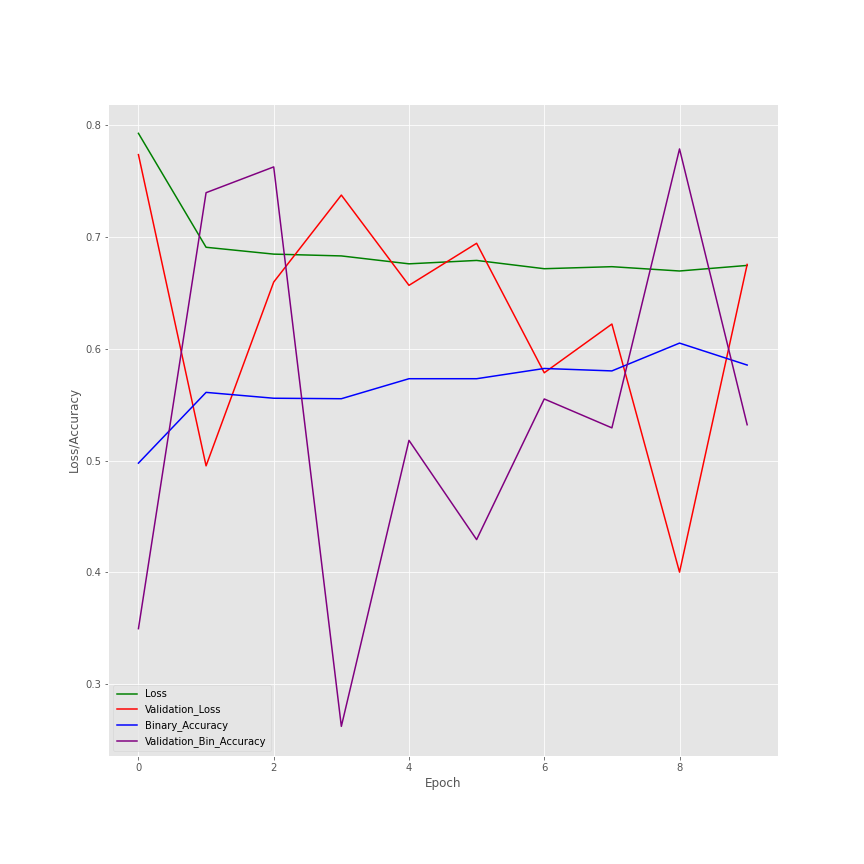 0.8
0.7
0.6
0.5
0.4
0.3
Loss/Accuracy
Loss
Validation_Loss
Binary_Accuracy
Validation_Bin_Accuracy
0 2 4 6 8
Epoch